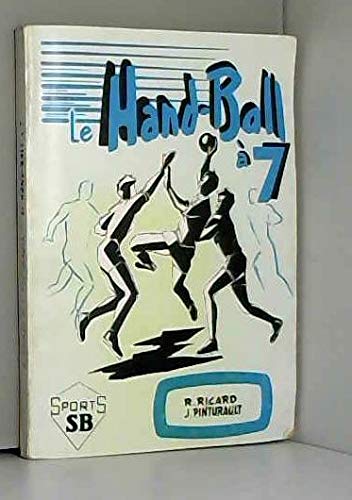 Le Hand-Ball
à 7
R. RICARD
J. PINTURAULT
SPORTS
SB